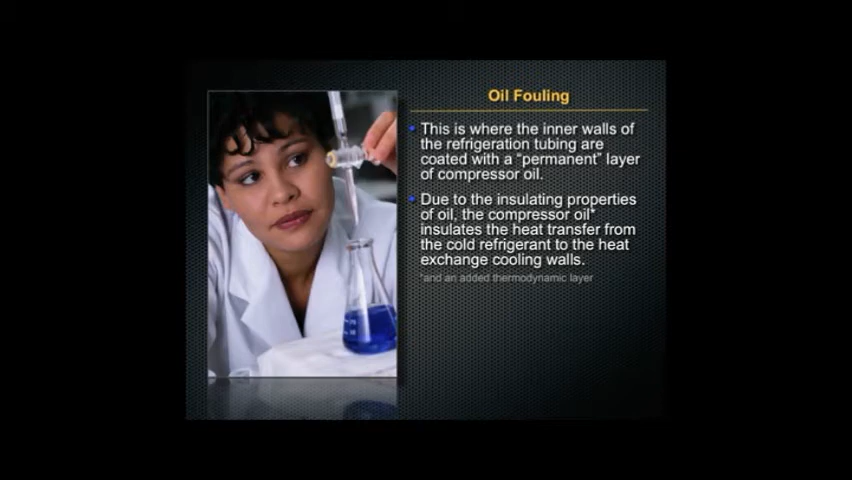 Oil Fouling
• This is where the inner walls of
the refrigeration tubing are
coated with a “permanent” layer
of compressor oil.
• Due to the insulating properties
of oil, the compressor oil*
insulates the heat transfer from
the cold refrigerant to the heat
exchange cooling walls.
*and an added thermodynamic layer